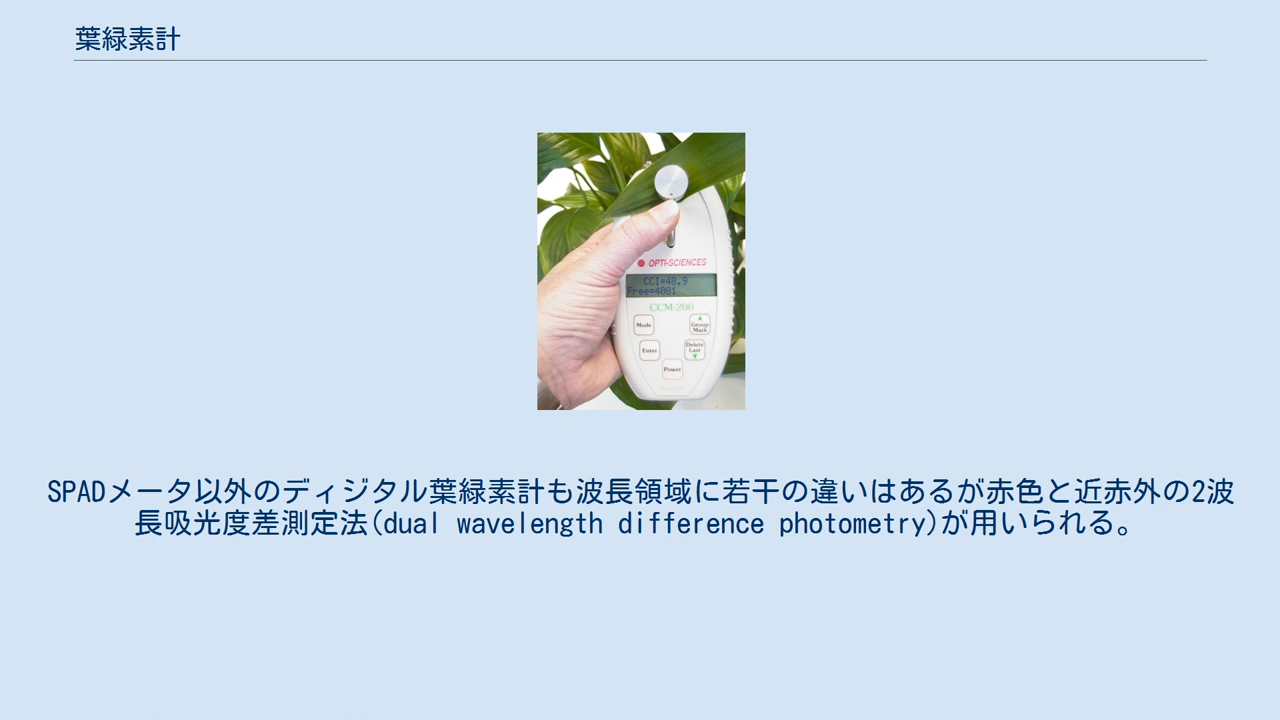 葉緑素計
OPTI-SCIENCES
CCI=48.9
Free=4081
CCM-200
Mode
Group
Mark
Enter
Delete
Last
Power
SPADメータ以外のディジタル葉緑素計も波長領域に若干の違いはあるが赤色と近赤外の2波
長吸光度差測定法(dual wavelength difference photometry)が用いられる。